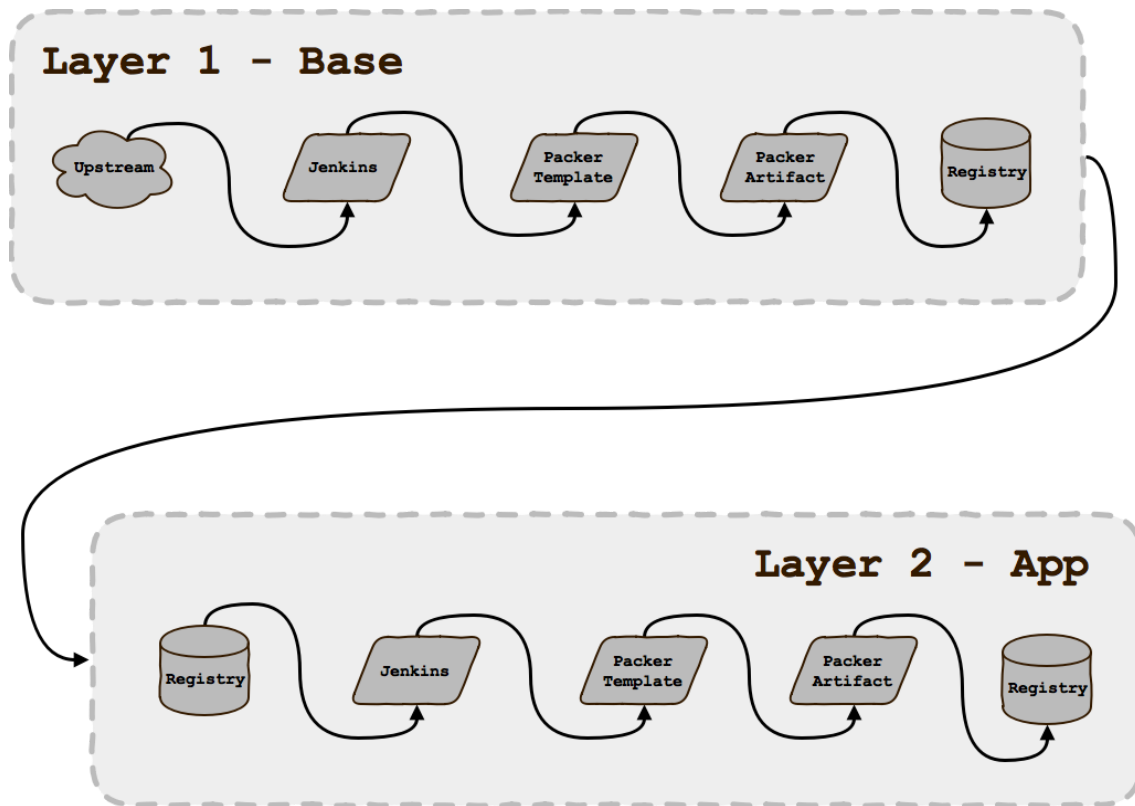 Layer 1 - Base
Upstream
Jenkins
Packer
Template
Packer
Artifact
Registry
Layer 2 - App
Registry
Jenkins
Packer
Template
Packer
Artifact
Registry